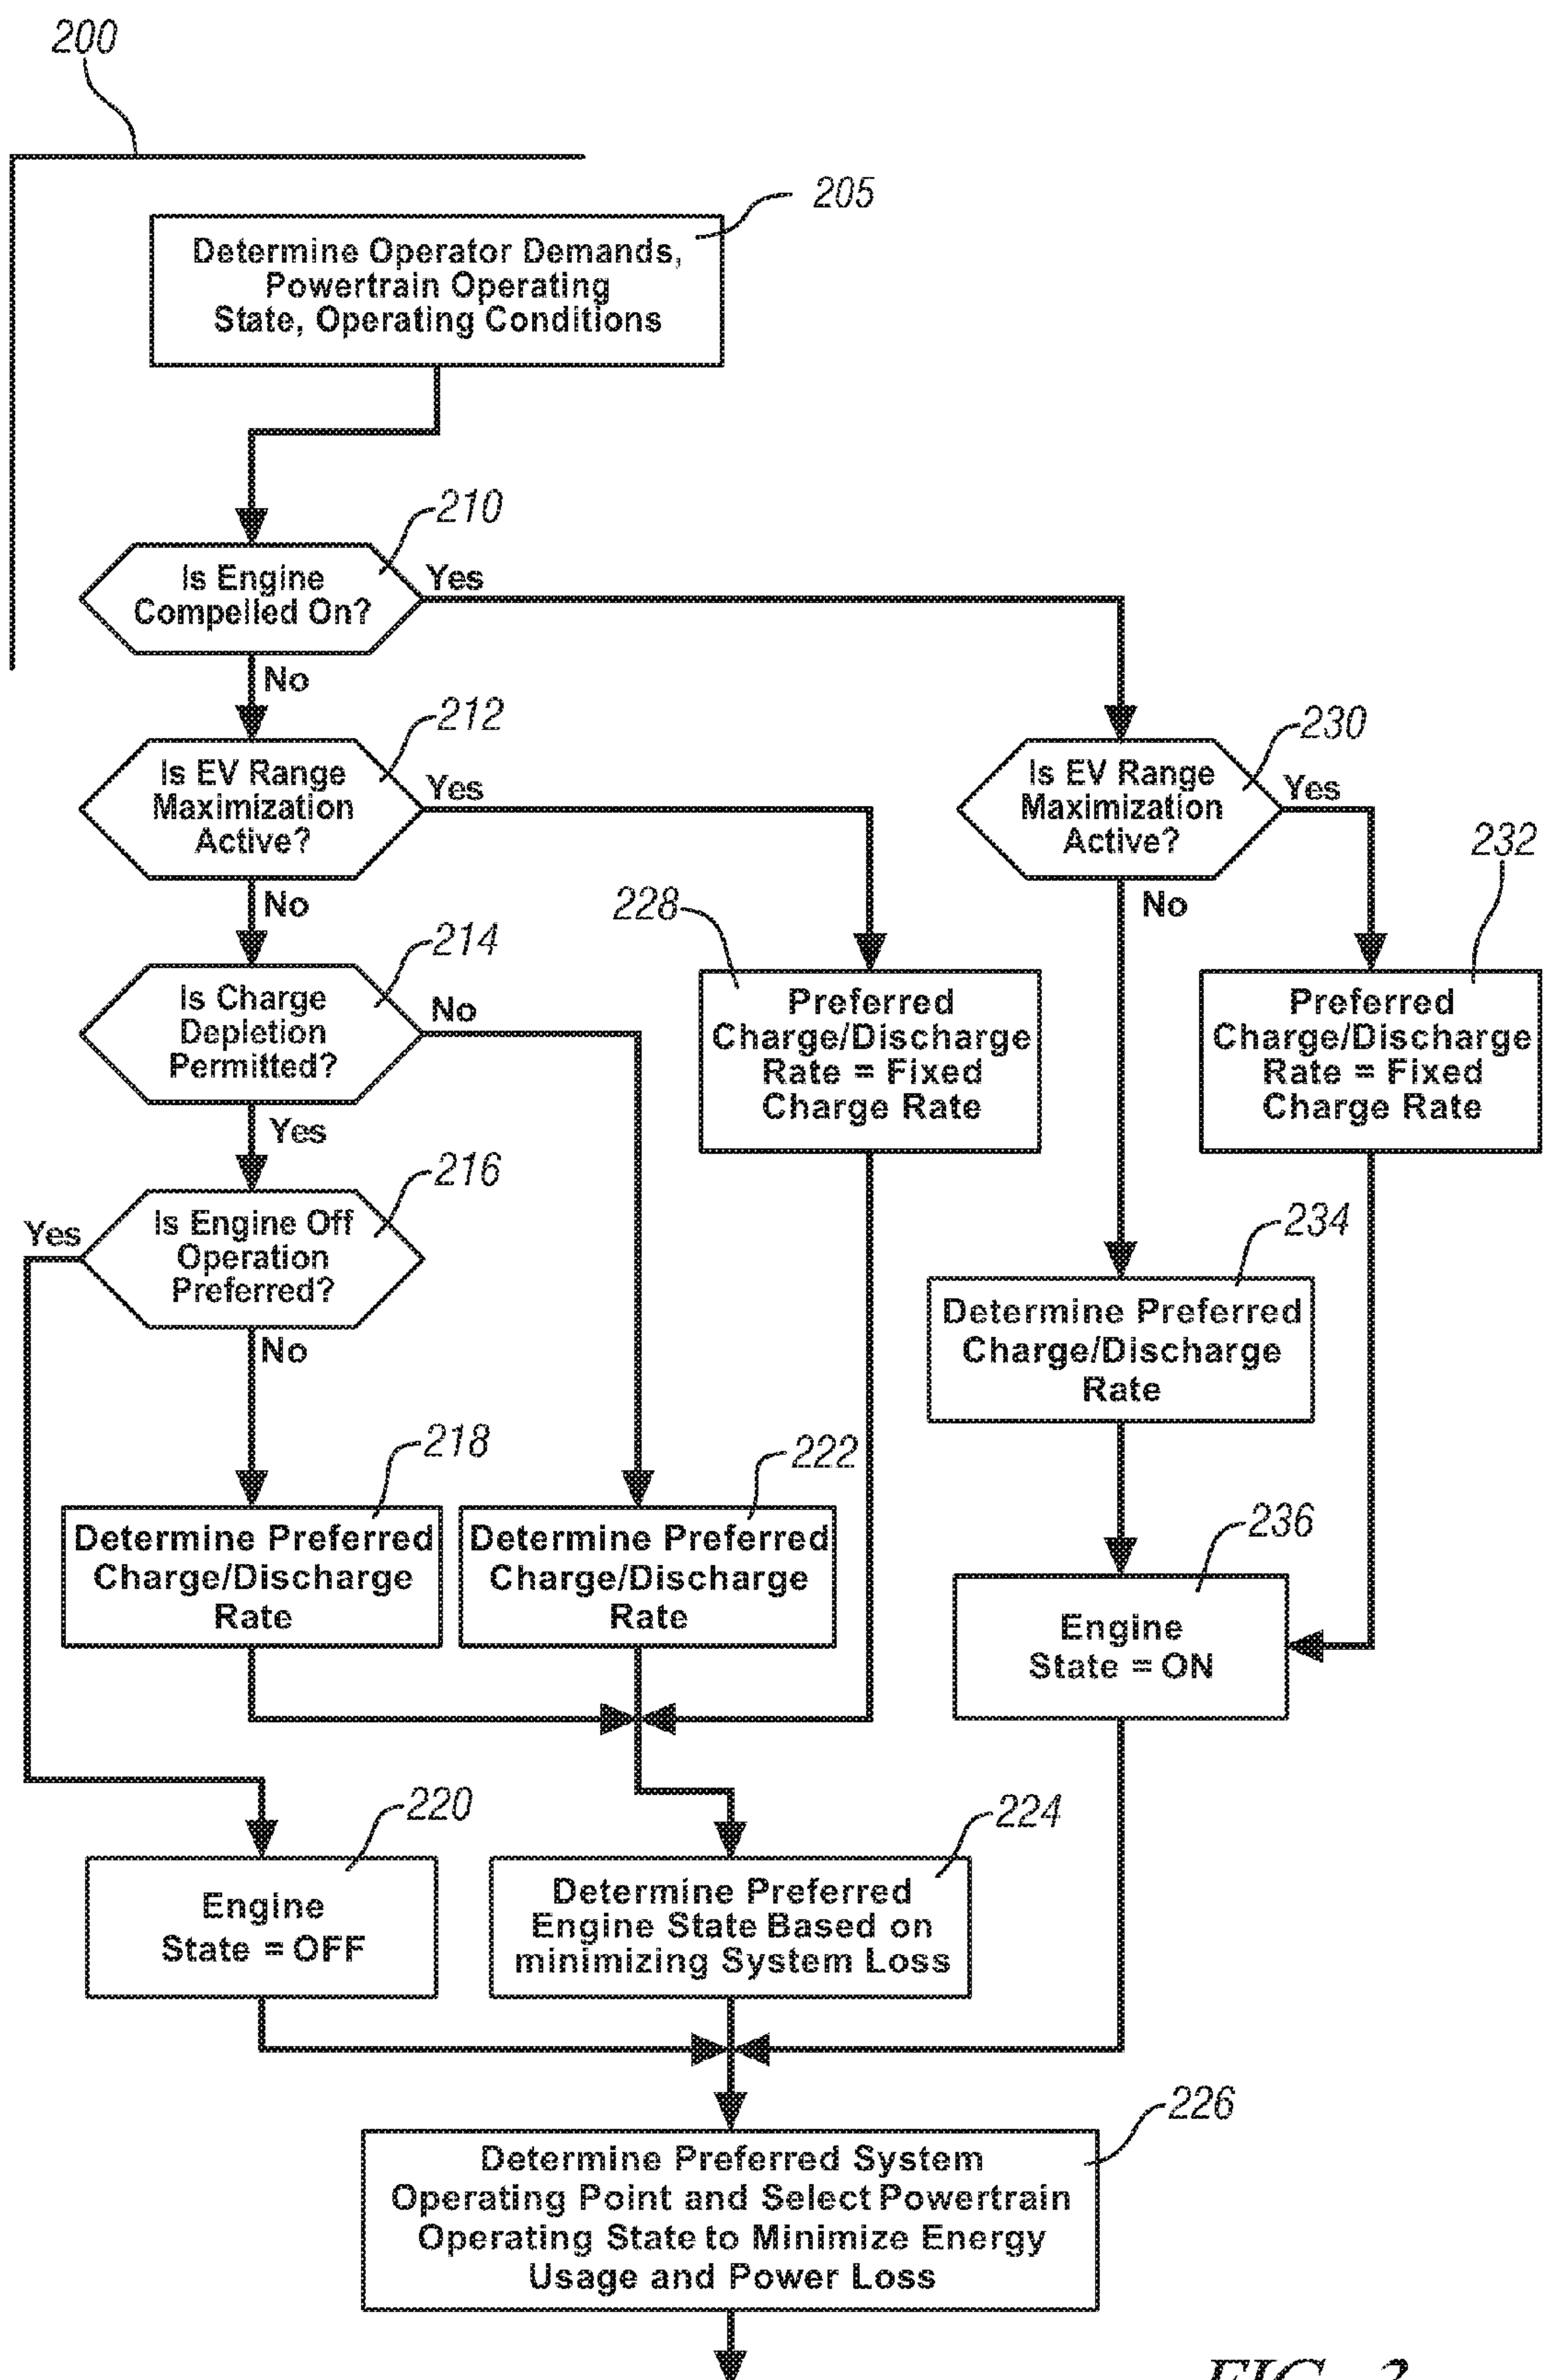 200
205
Determine Operator Demands,
Powertrain Operating
State, Operating Conditions
210
Is Engine
Compelled On?
Yes
No
212
Is EV Range
Maximization
Active?
Yes
No
230
Is EV Range
Maximization
Active?
Yes
No
232
Preferred
Charge/Discharge
Rate = Fixed
Charge Rate
228
Preferred
Charge/Discharge
Rate = Fixed
Charge Rate
214
Is Charge
Depletion
Permitted?
No
Yes
216
Is Engine Off
Operation
Preferred?
Yes
No
234
Determine Preferred
Charge/Discharge
Rate
218
Determine Preferred
Charge/Discharge
Rate
222
Determine Preferred
Charge/Discharge
Rate
236
Engine
State = ON
220
Engine
State = OFF
224
Determine Preferred
Engine State Based on
minimizing System Loss
226
Determine Preferred System
Operating Point and Select Powertrain
Operating State to Minimize Energy
Usage and Power Loss